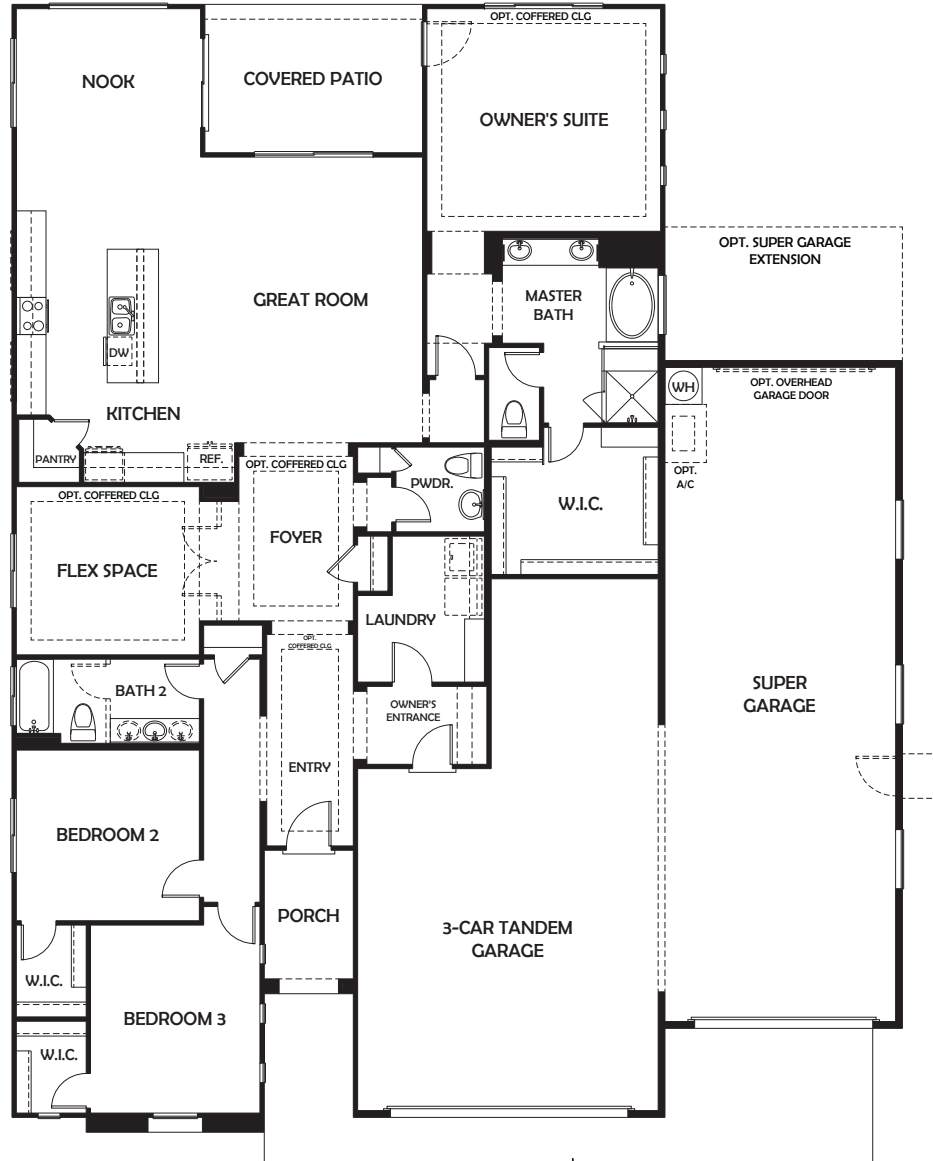 OPT. COFFERED CLG
NOOK
COVERED PATIO
OWNER'S SUITE
OPT. SUPER GARAGE
EXTENSION
GREAT ROOM
MASTER
BATH
DW
OPT. OVERHEAD
GARAGE DOOR
WH
KITCHEN
PANTRY
REF.
OPT. COFFERED CLG
PWDR.
OPT.
A/C
OPT. COFFERED CLG
W.I.C.
FOYER
FLEX SPACE
LAUNDRY
OPT.
COFFERED CLG
BATH 2
OWNER'S
ENTRANCE
SUPER
GARAGE
ENTRY
BEDROOM 2
PORCH
3-CAR TANDEM
GARAGE
W.I.C.
BEDROOM 3
W.I.C.